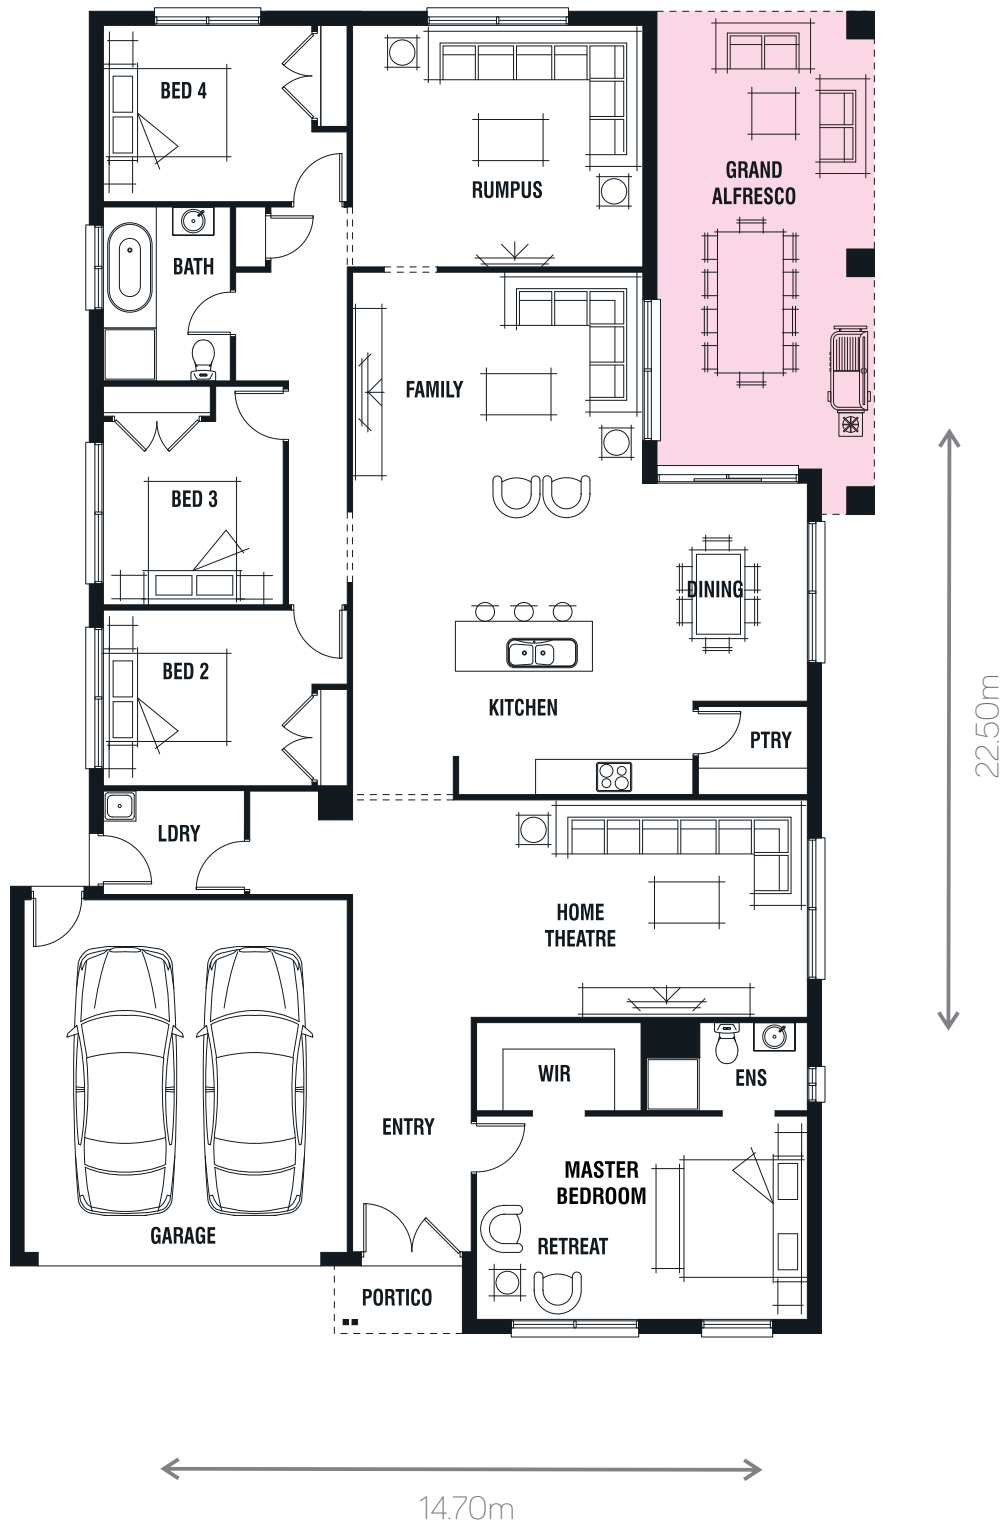 BED 4
RUMPUS
GRAND
ALFRESCO
BATH
FAMILY
BED 3
DINING
BED 2
KITCHEN
PTRY
LDRY
HOME
THEATRE
WIR
ENS
ENTRY
MASTER
BEDROOM
GARAGE
RETREAT
PORTICO
22.50m
14.70m